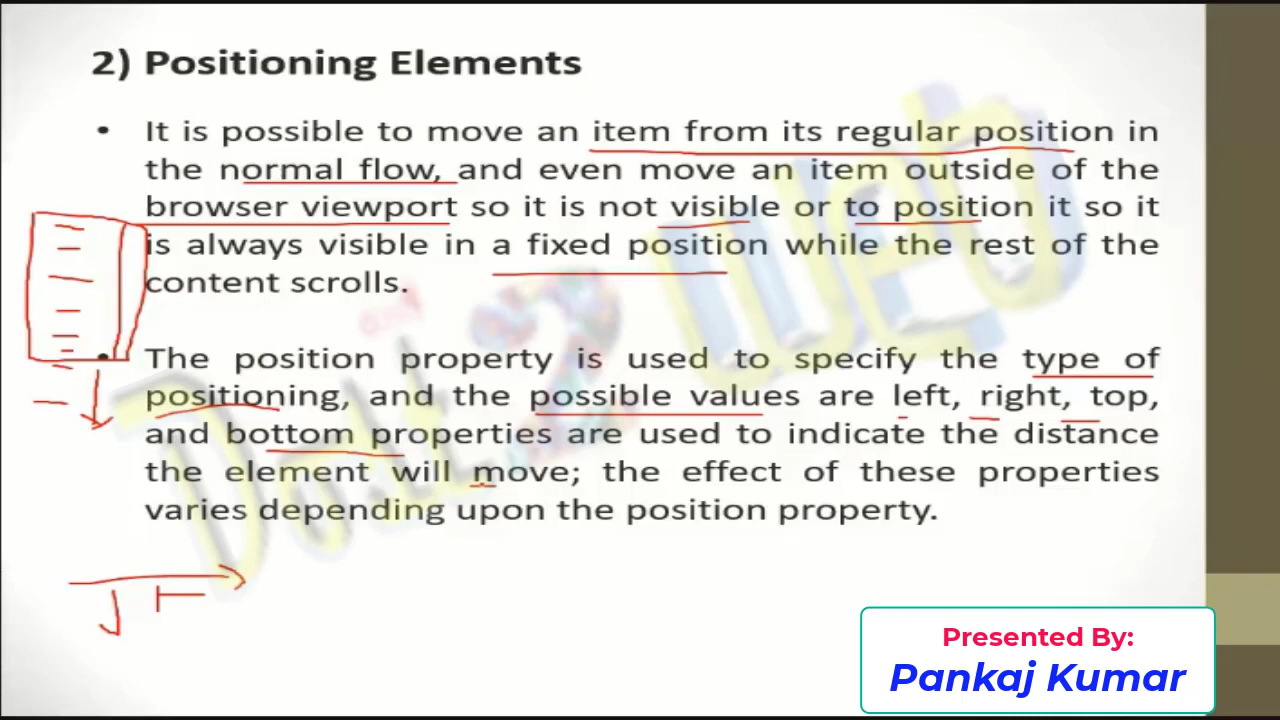 2) Positioning Elements
• It is possible to move an item from its regular position in
the normal flow, and even move an item outside of the
browser viewport so it is not visible or to position it so it
is always visible in a fixed position while the rest of the
content scrolls.
• The position property is used to specify the type of
positioning, and the possible values are left, right, top,
and bottom properties are used to indicate the distance
the element will move; the effect of these properties
varies depending upon the position property.
Presented By:
Pankaj Kumar